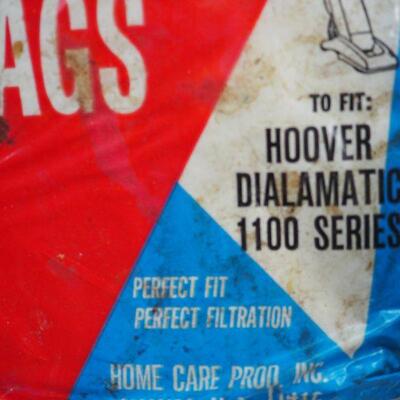 AGS
TO FIT:
HOOVER
DIALAMATIC
1100 SERIES
PERFECT FIT
PERFECT FILTRATION
HOME CARE PROD. INC.